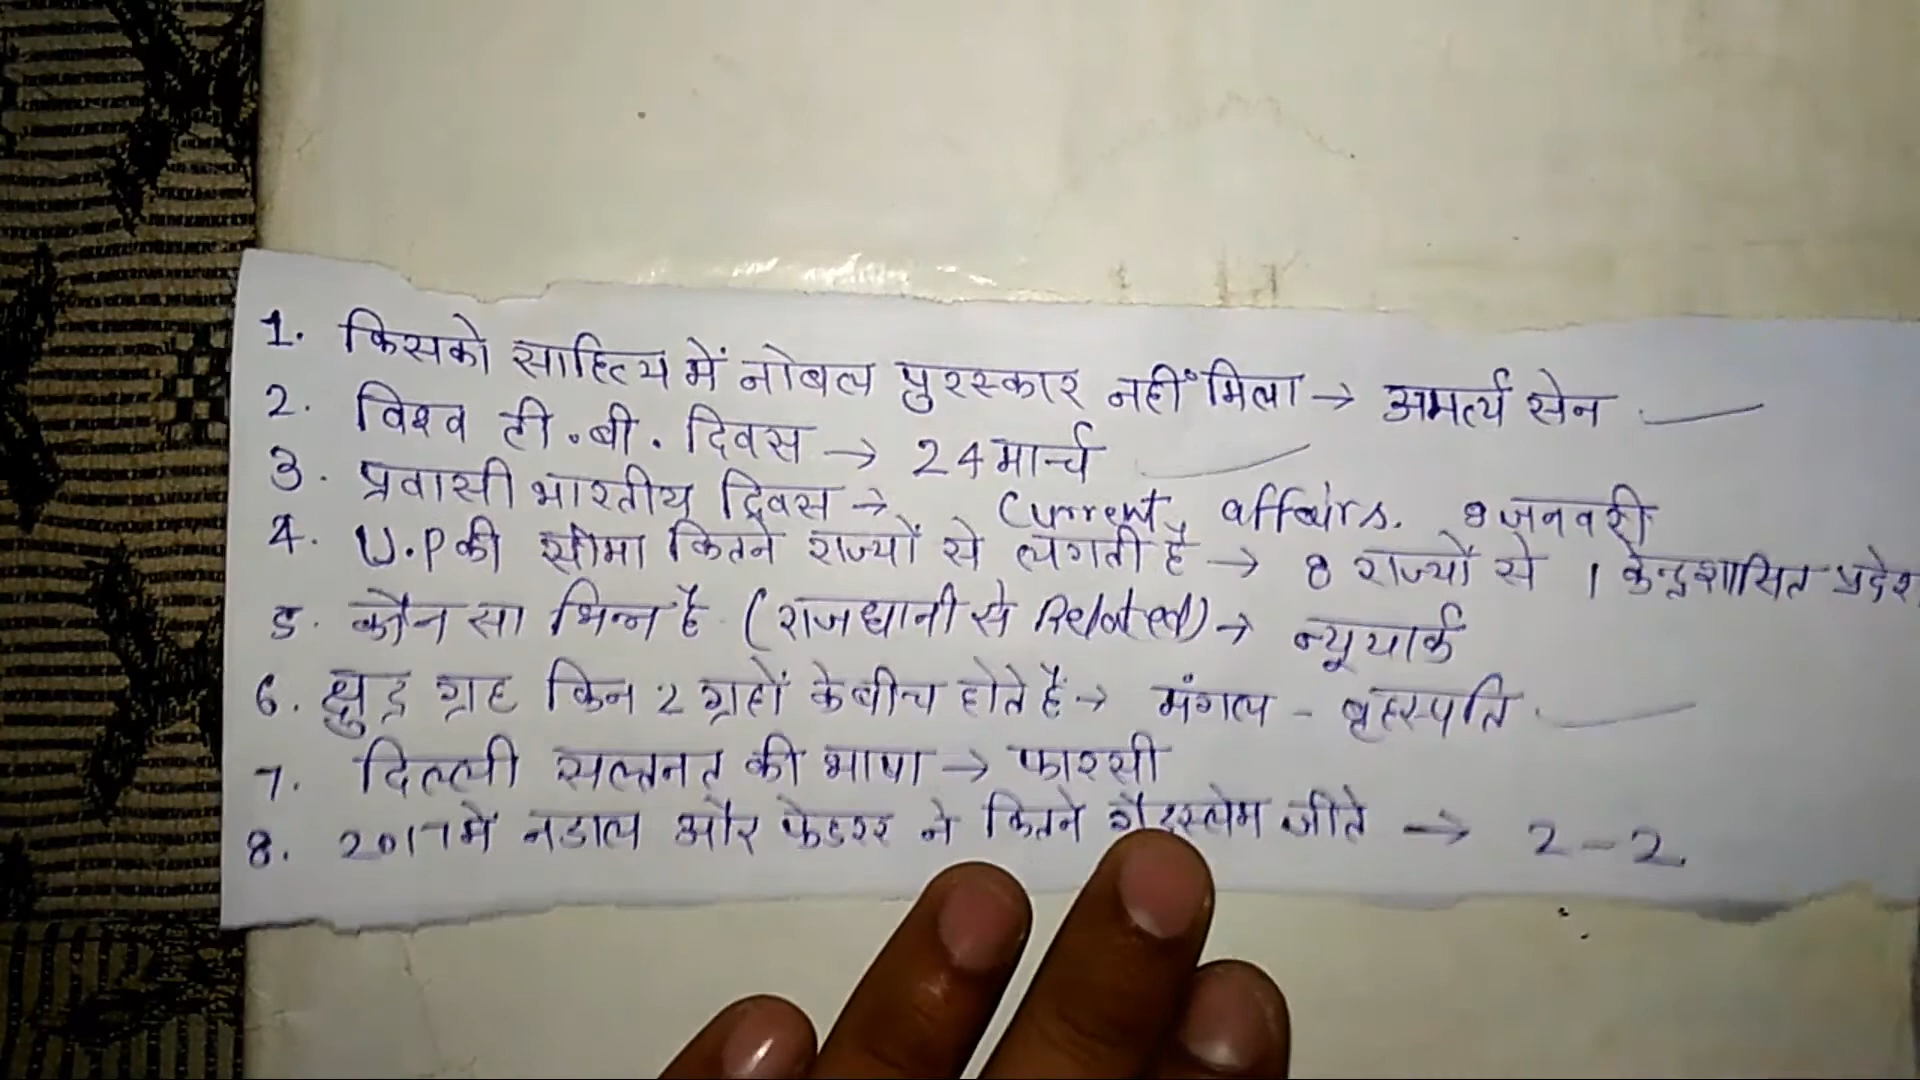 1. किसको साहित्य में नोबल पुरस्कार नहीं मिला → अमर्त्य सेन
2. विश्व टी.बी. दिवस → 24 मार्च
3. प्रवासी भारतीय दिवस → Current affairs. 9 जनवरी
4. U.P की सीमा कितने राज्यों से लगती है → 8 राज्यों से 1 केन्द्रशासित प्रदेश
5. कौन सा भिन्न है (राजधानी से Related) → न्यूयार्क
6. क्षुद्र ग्रह किन 2 ग्रहों के बीच होते हैं → मंगल - बृहस्पति
7. दिल्ली सल्तनत की भाषा → फारसी
8. 2017 में नडाल और फेडरर ने कितने ग्रैंडस्लेम जीते → 2-2